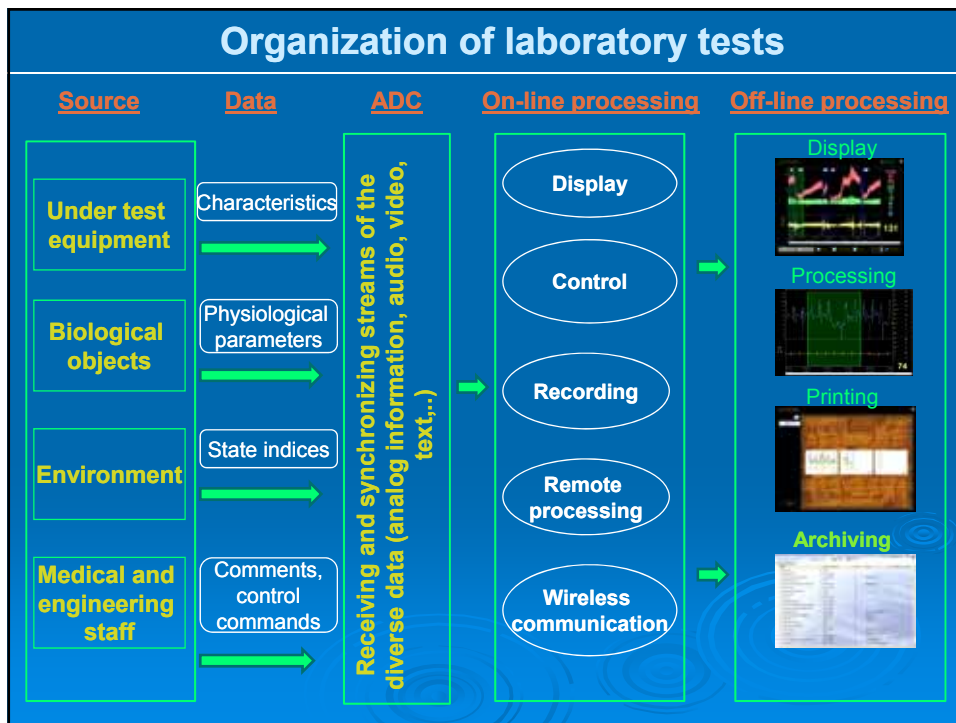 Organization of laboratory tests
Source
Data
ADC
On-line processing
Off-line processing
Under test
equipment
Biological
objects
Environment
Medical and
engineering
staff
Characteristics
Physiological
parameters
State indices
Comments,
control
commands
Receiving and synchronizing streams of the
diverse data (analog information, audio, video,
text,..)
Display
Control
Recording
Remote
processing
Wireless
communication
Display
131
Processing
74
Printing
Archiving